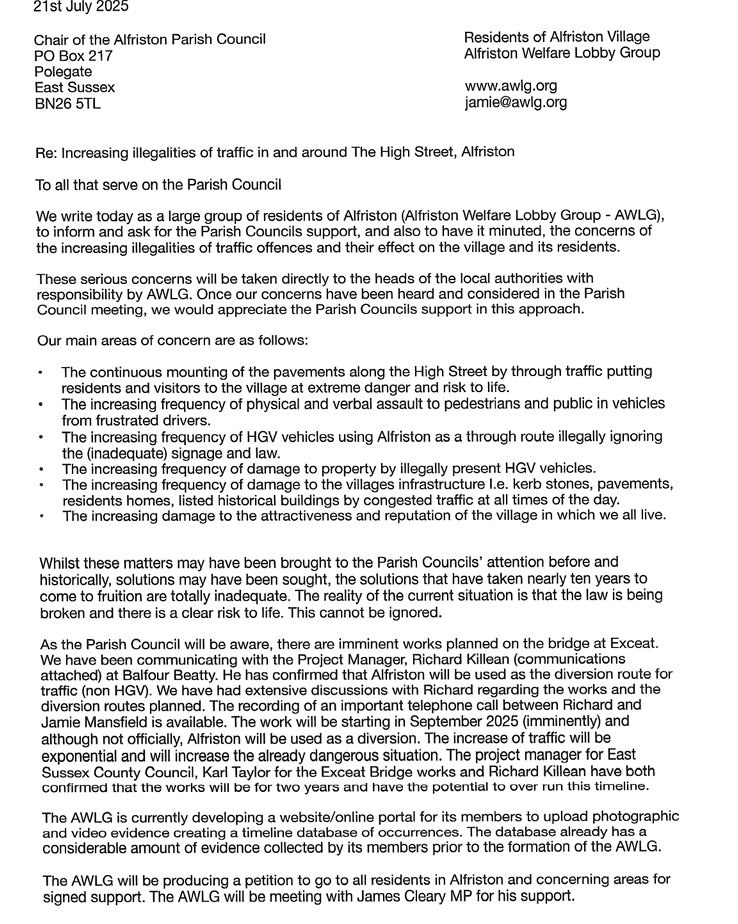 21st July 2025
Chair of the Alfriston Parish Council
PO Box 217
Polegate
East Sussex
BN26 5TL
Residents of Alfriston Village
Alfriston Welfare Lobby Group
www.awlg.org
jamie@awlg.org
Re: Increasing illegalities of traffic in and around The High Street, Alfriston
To all that serve on the Parish Council
We write today as a large group of residents of Alfriston (Alfriston Welfare Lobby Group - AWLG),
to inform and ask for the Parish Councils support, and also to have it minuted, the concerns of
the increasing illegalities of traffic offences and their effect on the village and its residents.
These serious concerns will be taken directly to the heads of the local authorities with
responsibility by AWLG. Once our concerns have been heard and considered in the Parish
Council meeting, we would appreciate the Parish Councils support in this approach.
Our main areas of concern are as follows:
• The continuous mounting of the pavements along the High Street by through traffic putting
residents and visitors to the village at extreme danger and risk to life.
• The increasing frequency of physical and verbal assault to pedestrians and public in vehicles
from frustrated drivers.
• The increasing frequency of HGV vehicles using Alfriston as a through route illegally ignoring
the (inadequate) signage and law.
• The increasing frequency of damage to property by illegally present HGV vehicles.
• The increasing frequency of damage to the villages infrastructure I.e. kerb stones, pavements,
residents homes, listed historical buildings by congested traffic at all times of the day.
• The increasing damage to the attractiveness and reputation of the village in which we all live.
Whilst these matters may have been brought to the Parish Councils' attention before and
historically, solutions may have been sought, the solutions that have taken nearly ten years to
come to fruition are totally inadequate. The reality of the current situation is that the law is being
broken and there is a clear risk to life. This cannot be ignored.
As the Parish Council will be aware, there are imminent works planned on the bridge at Exceat.
We have been communicating with the Project Manager, Richard Killean (communications
attached) at Balfour Beatty. He has confirmed that Alfriston will be used as the diversion route for
traffic (non HGV). We have had extensive discussions with Richard regarding the works and the
diversion routes planned. The recording of an important telephone call between Richard and
Jamie Mansfield is available. The work will be starting in September 2025 (imminently) and
although not officially, Alfriston will be used as a diversion. The increase of traffic will be
exponential and will increase the already dangerous situation. The project manager for East
Sussex County Council, Karl Taylor for the Exceat Bridge works and Richard Killean have both
confirmed that the works will be for two years and have the potential to over run this timeline.
The AWLG is currently developing a website/online portal for its members to upload photographic
and video evidence creating a timeline database of occurrences. The database already has a
considerable amount of evidence collected by its members prior to the formation of the AWLG.
The AWLG will be producing a petition to go to all residents in Alfriston and concerning areas for
signed support. The AWLG will be meeting with James Cleary MP for his support.